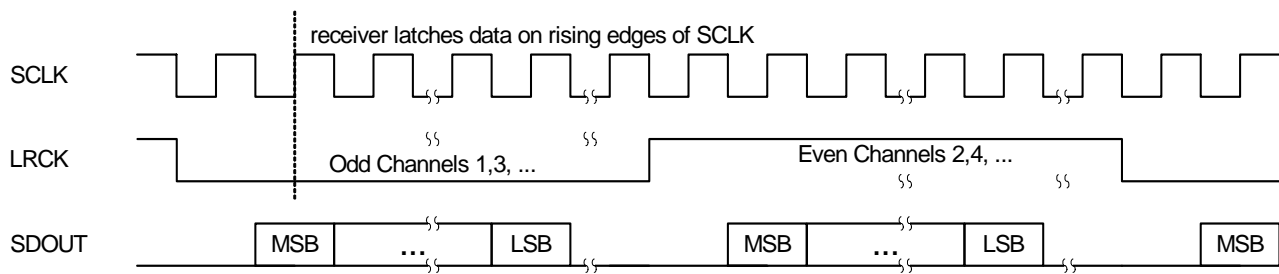 receiver latches data on rising edges of SCLK
SCLK
LRCK
Odd Channels 1,3, ...
Even Channels 2,4, ...
SDOUT
MSB
...
LSB
MSB
...
LSB
MSB